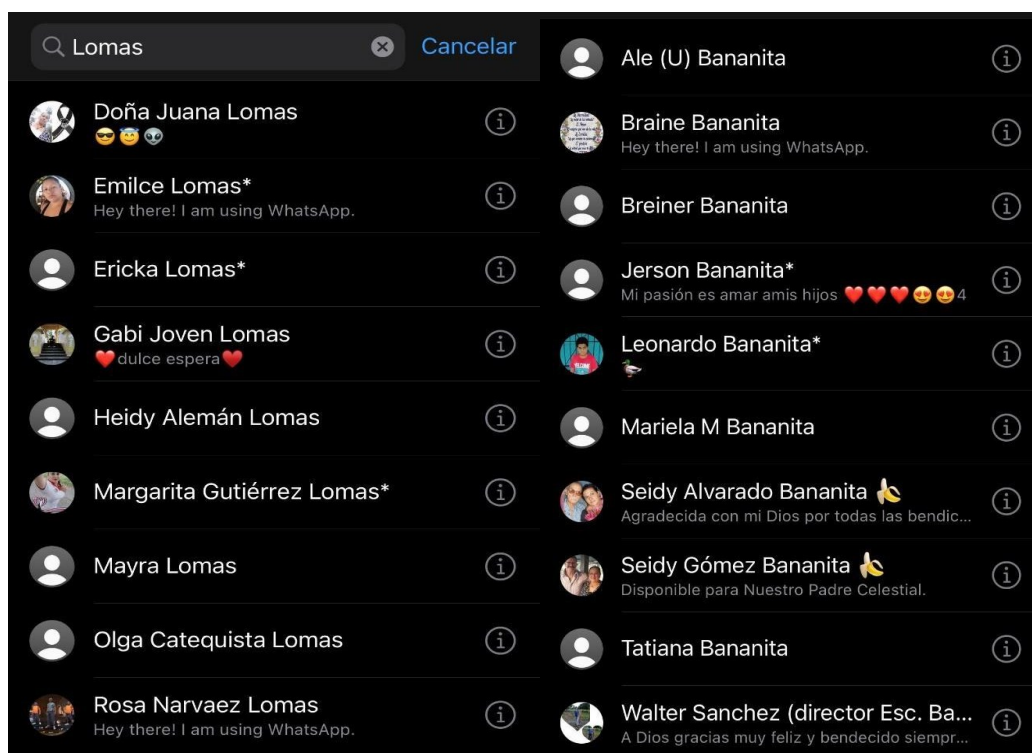 Lomas
Cancelar
Doña Juana Lomas
😎😇👽
Emilce Lomas*
Hey there! I am using WhatsApp.
Ericka Lomas*
Gabi Joven Lomas
❤️dulce espera❤️
Heidy Alemán Lomas
Margarita Gutiérrez Lomas*
Mayra Lomas
Olga Catequista Lomas
Rosa Narvaez Lomas
Hey there! I am using WhatsApp.
Ale (U) Bananita
Braine Bananita
Hey there! I am using WhatsApp.
Breiner Bananita
Jerson Bananita*
Mi pasión es amar amis hijos ❤️❤️❤️😍😍4
Leonardo Bananita*
🦆
Mariela M Bananita
Seidy Alvarado Bananita 🍌
Agradecida con mi Dios por todas las bendic...
Seidy Gómez Bananita 🍌
Disponible para Nuestro Padre Celestial.
Tatiana Bananita
Walter Sanchez (director Esc. Ba...
A Dios gracias muy feliz y bendecido siempr...